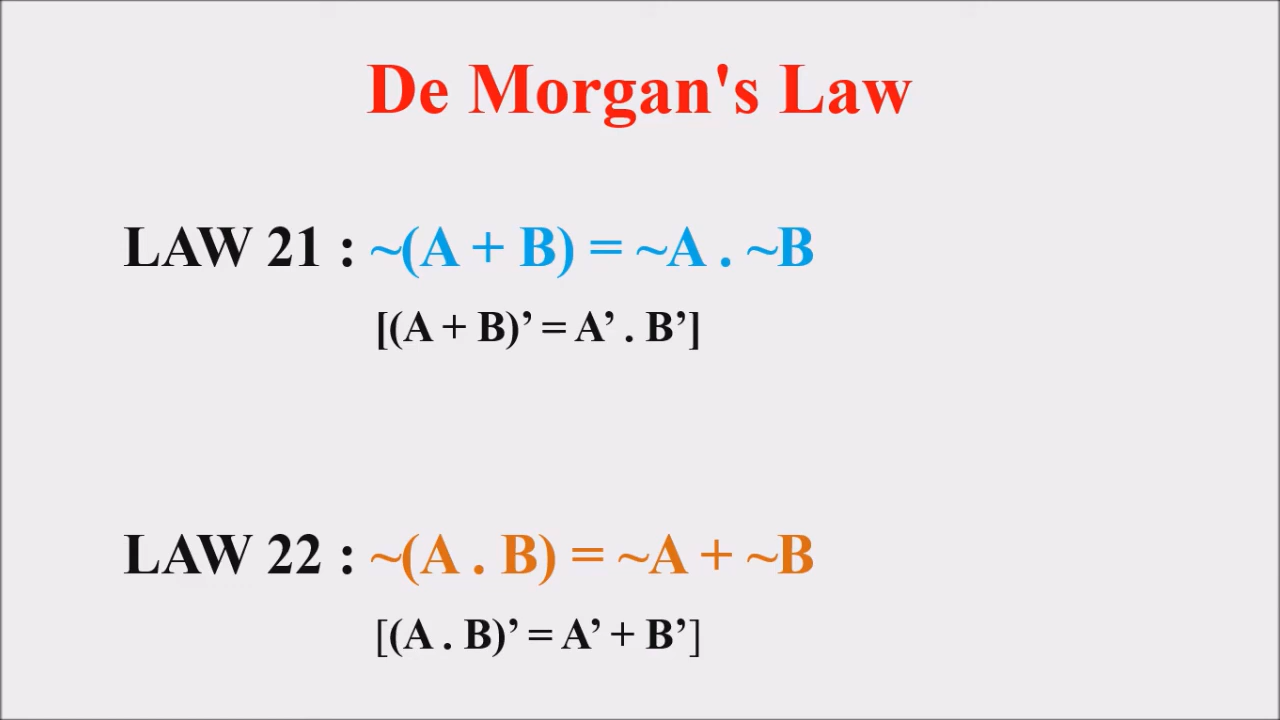 De Morgan's Law
LAW 21 : ~(A + B) = ~A . ~B
[(A + B)’ = A’ . B’]
LAW 22 : ~(A . B) = ~A + ~B
[(A . B)’ = A’ + B’]